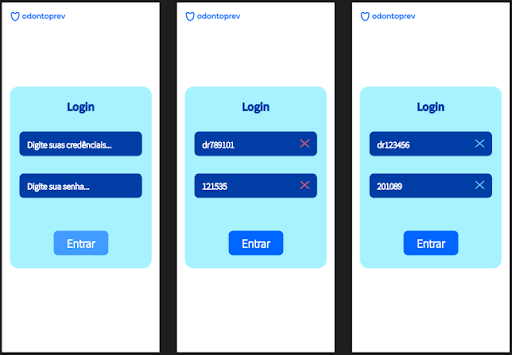 odontoprev
Login
Digite suas credênciais...
Digite sua senha...
Entrar
odontoprev
Login
dr789101
121535
Entrar
odontoprev
Login
dr123456
201089
Entrar